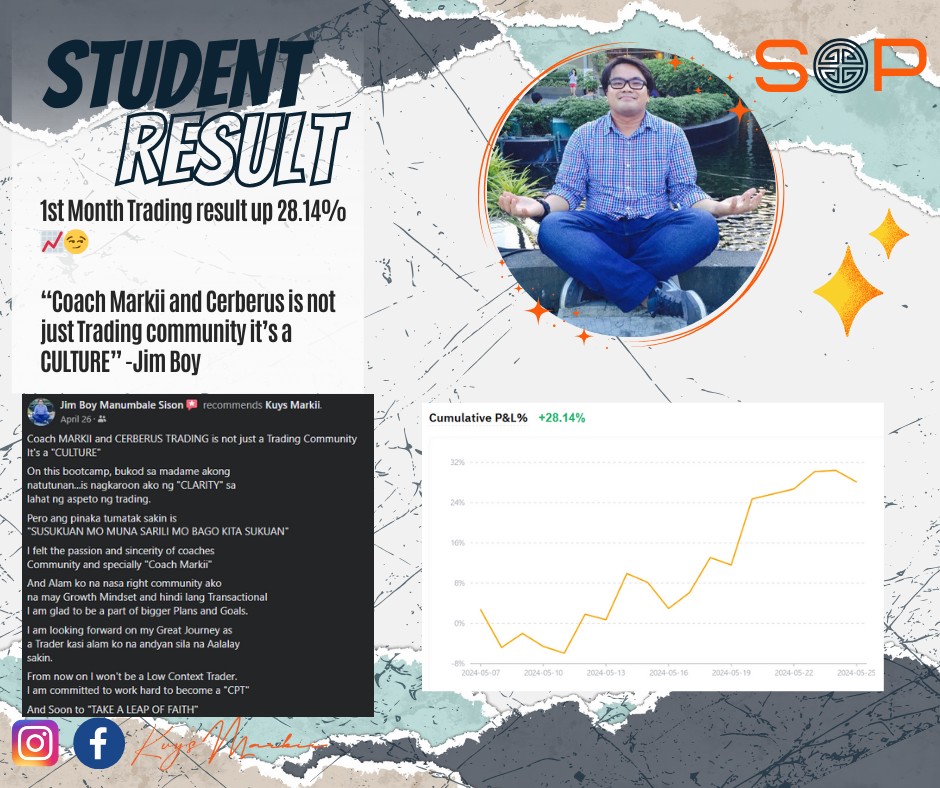 STUDENT
RESULT
1st Month Trading result up 28.14%
📈😏
“Coach Markii and Cerberus is not
just Trading community it’s a
CULTURE” -Jim Boy
SOP
Jim Boy Manumbale Sison recommends Kuys Markii.
April 26 ·
Coach MARKII and CERBERUS TRADING is not just a Trading Community
It's a "CULTURE"
On this bootcamp, bukod sa madame akong
natutunan...is nagkaroon ako ng "CLARITY" sa
lahat ng aspeto ng trading.
Pero ang pinaka tumatak sakin is
"SUSUKUAN MO MUNA SARILI MO BAGO KITA SUKUAN"
I felt the passion and sincerity of coaches
Community and specially "Coach Markii"
And Alam ko na nasa right community ako
na may Growth Mindset and hindi lang Transactional
I am glad to be a part of bigger Plans and Goals.
I am looking forward on my Great Journey as
a Trader kasi alam ko na andyan sila na Aalalay
sakin.
From now on I won't be a Low Context Trader.
I am committed to work hard to become a "CPT"
And Soon to "TAKE A LEAP OF FAITH"
Cumulative P&L% +28.14%
32%
24%
16%
8%
0%
-8%
2024-05-07 2024-05-10 2024-05-13 2024-05-16 2024-05-19 2024-05-22 2024-05-25
Kuys Markii